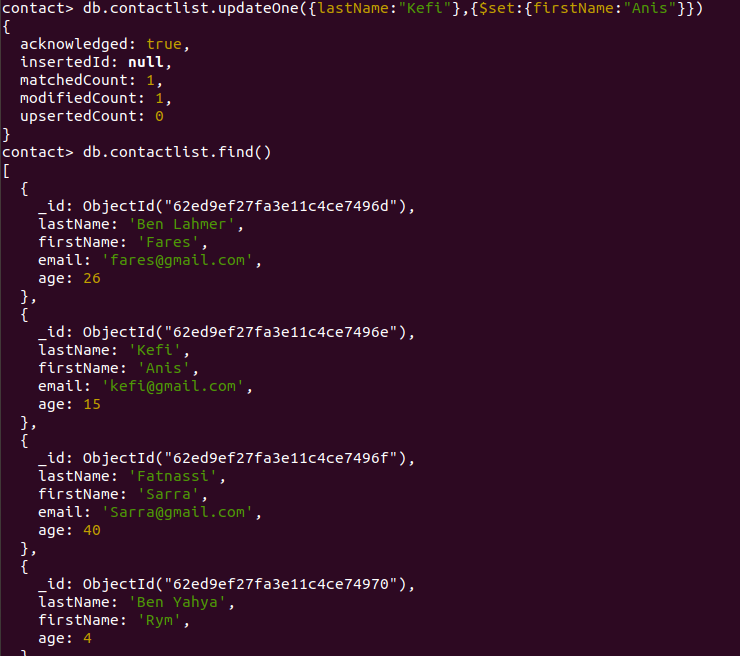 contact> db.contactlist.updateOne({lastName:"Kefi"},{$set:{firstName:"Anis"}})
{
  acknowledged: true,
  insertedId: null,
  matchedCount: 1,
  modifiedCount: 1,
  upsertedCount: 0
}
contact> db.contactlist.find()
[
  {
    _id: ObjectId("62ed9ef27fa3e11c4ce7496d"),
    lastName: 'Ben Lahmer',
    firstName: 'Fares',
    email: 'fares@gmail.com',
    age: 26
  },
  {
    _id: ObjectId("62ed9ef27fa3e11c4ce7496e"),
    lastName: 'Kefi',
    firstName: 'Anis',
    email: 'kefi@gmail.com',
    age: 15
  },
  {
    _id: ObjectId("62ed9ef27fa3e11c4ce7496f"),
    lastName: 'Fatnassi',
    firstName: 'Sarra',
    email: 'Sarra@gmail.com',
    age: 40
  },
  {
    _id: ObjectId("62ed9ef27fa3e11c4ce74970"),
    lastName: 'Ben Yahya',
    firstName: 'Rym',
    age: 4
  }